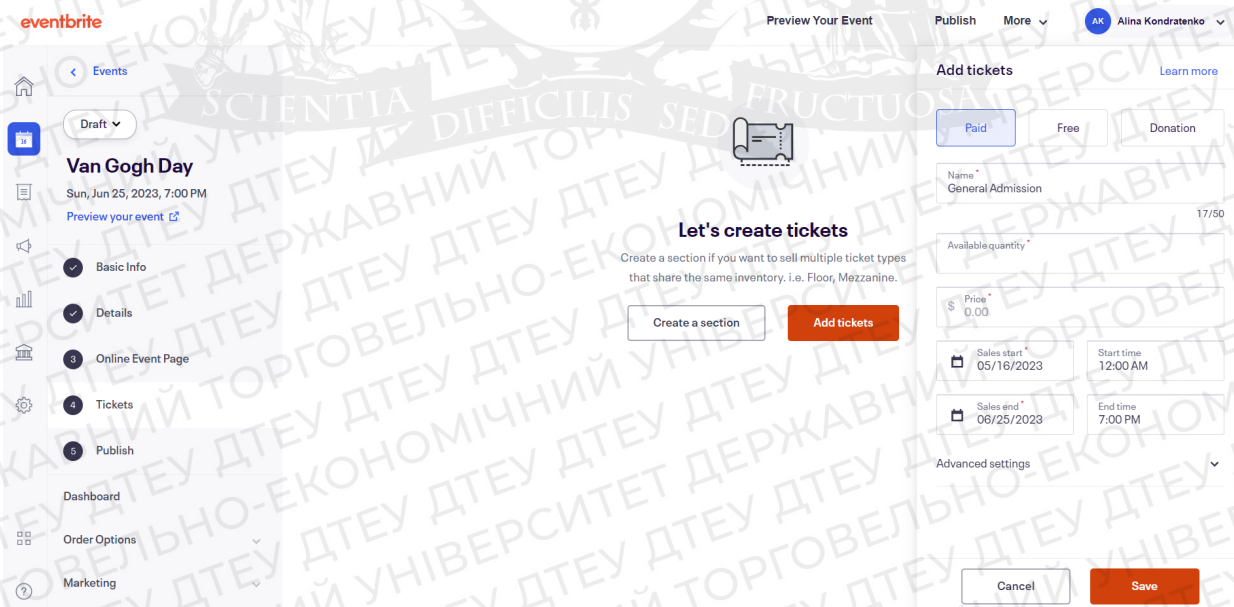 eventbrite
Preview Your Event
Publish
More
AK
Alina Kondratenko
Events
Draft
16
Van Gogh Day
Sun, Jun 25, 2023, 7:00 PM
Preview your event
Basic Info
Details
3 Online Event Page
4 Tickets
5 Publish
Dashboard
Order Options
Marketing
?
SCIENTIA DIFFICILIS SED FRUCTUOSA
Let's create tickets
Create a section if you want to sell multiple ticket types
that share the same inventory. i.e. Floor, Mezzanine.
Create a section
Add tickets
Add tickets
Learn more
Paid
Free
Donation
Name*
General Admission
17/50
Available quantity*
Price*
$ 0.00
Sales start*
05/16/2023
Start time
12:00 AM
Sales end*
06/25/2023
End time
7:00 PM
Advanced settings
Cancel
Save
ДТЕУ ДЕРЖАВНИЙ ТОРГОВЕЛЬНО-ЕКОНОМІЧНИЙ УНІВЕРСИТЕТ ДТЕУ